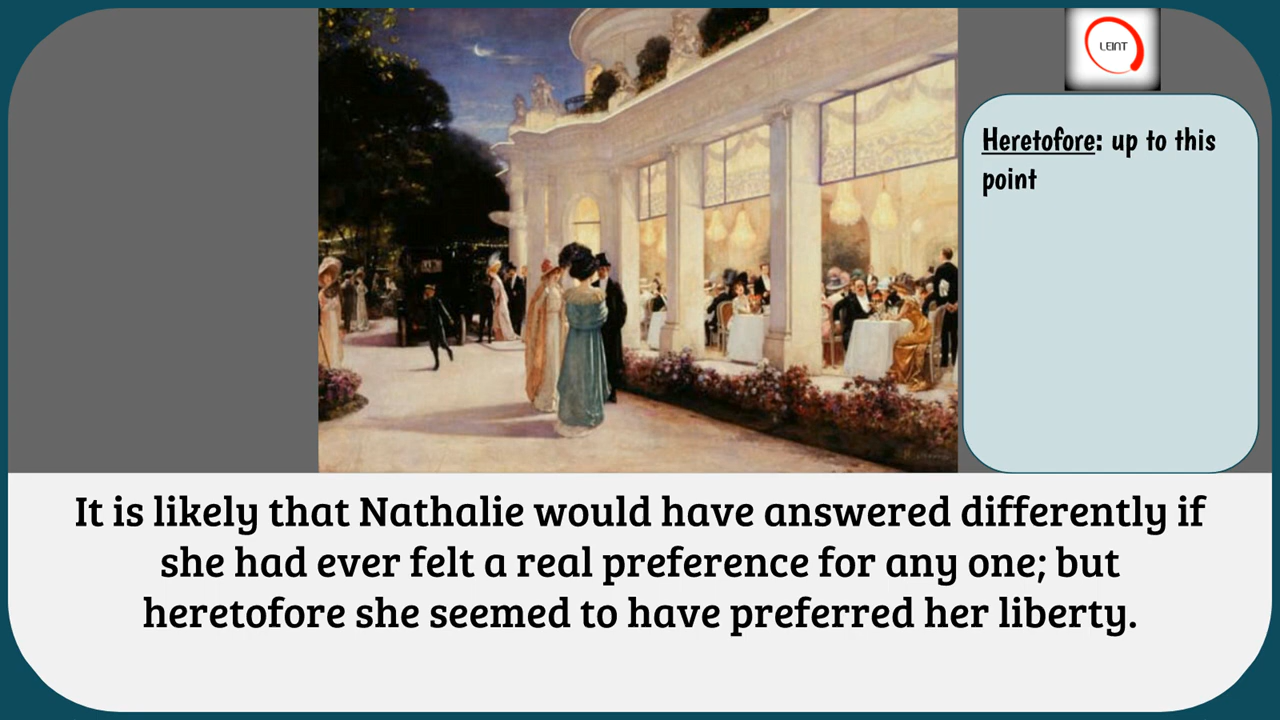 LEINT
Heretofore: up to this
point
It is likely that Nathalie would have answered differently if
she had ever felt a real preference for any one; but
heretofore she seemed to have preferred her liberty.